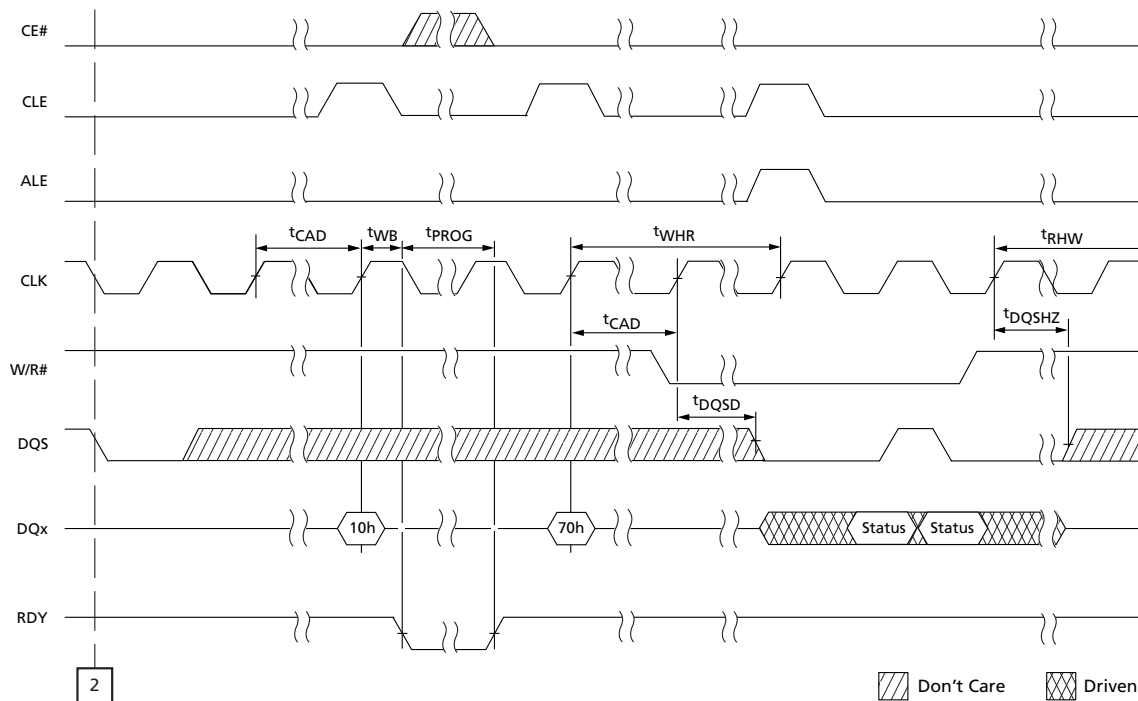 CE#
CLE
ALE
tCAD tWB tPROG tWHR tRHW
CLK
tCAD tDQSHZ
W/R#
tDQSD
DQS
DQx 10h 70h Status Status
RDY
2 Don't Care Driven